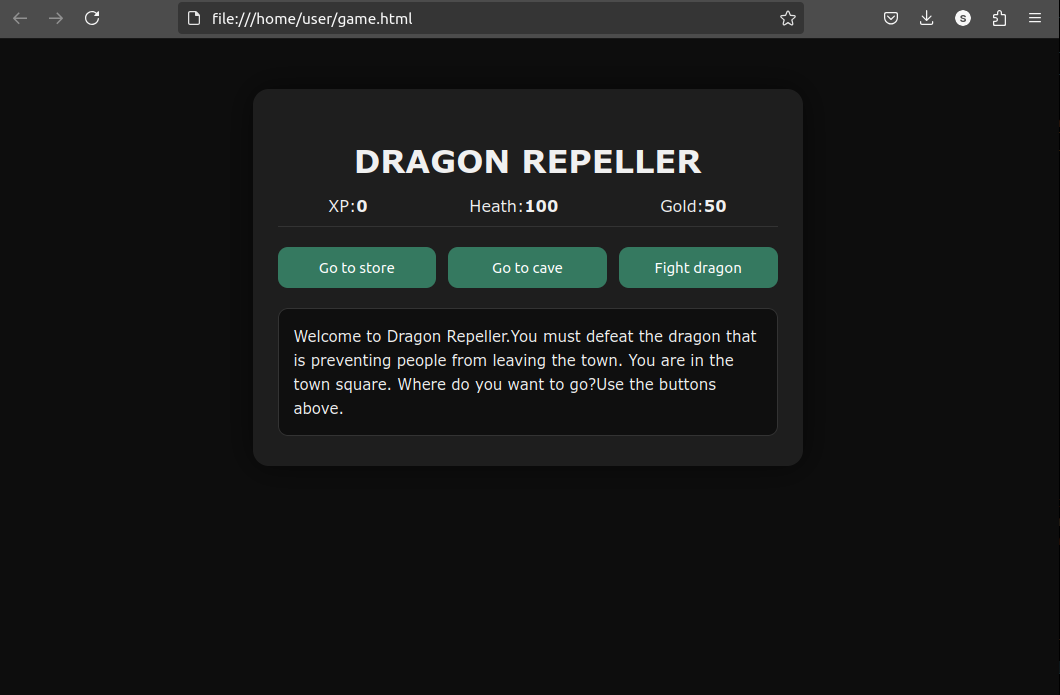 file:///home/user/game.html
S
DRAGON REPELLER
XP:0 Heath:100 Gold:50
Go to store Go to cave Fight dragon
Welcome to Dragon Repeller.You must defeat the dragon that
is preventing people from leaving the town. You are in the
town square. Where do you want to go?Use the buttons
above.